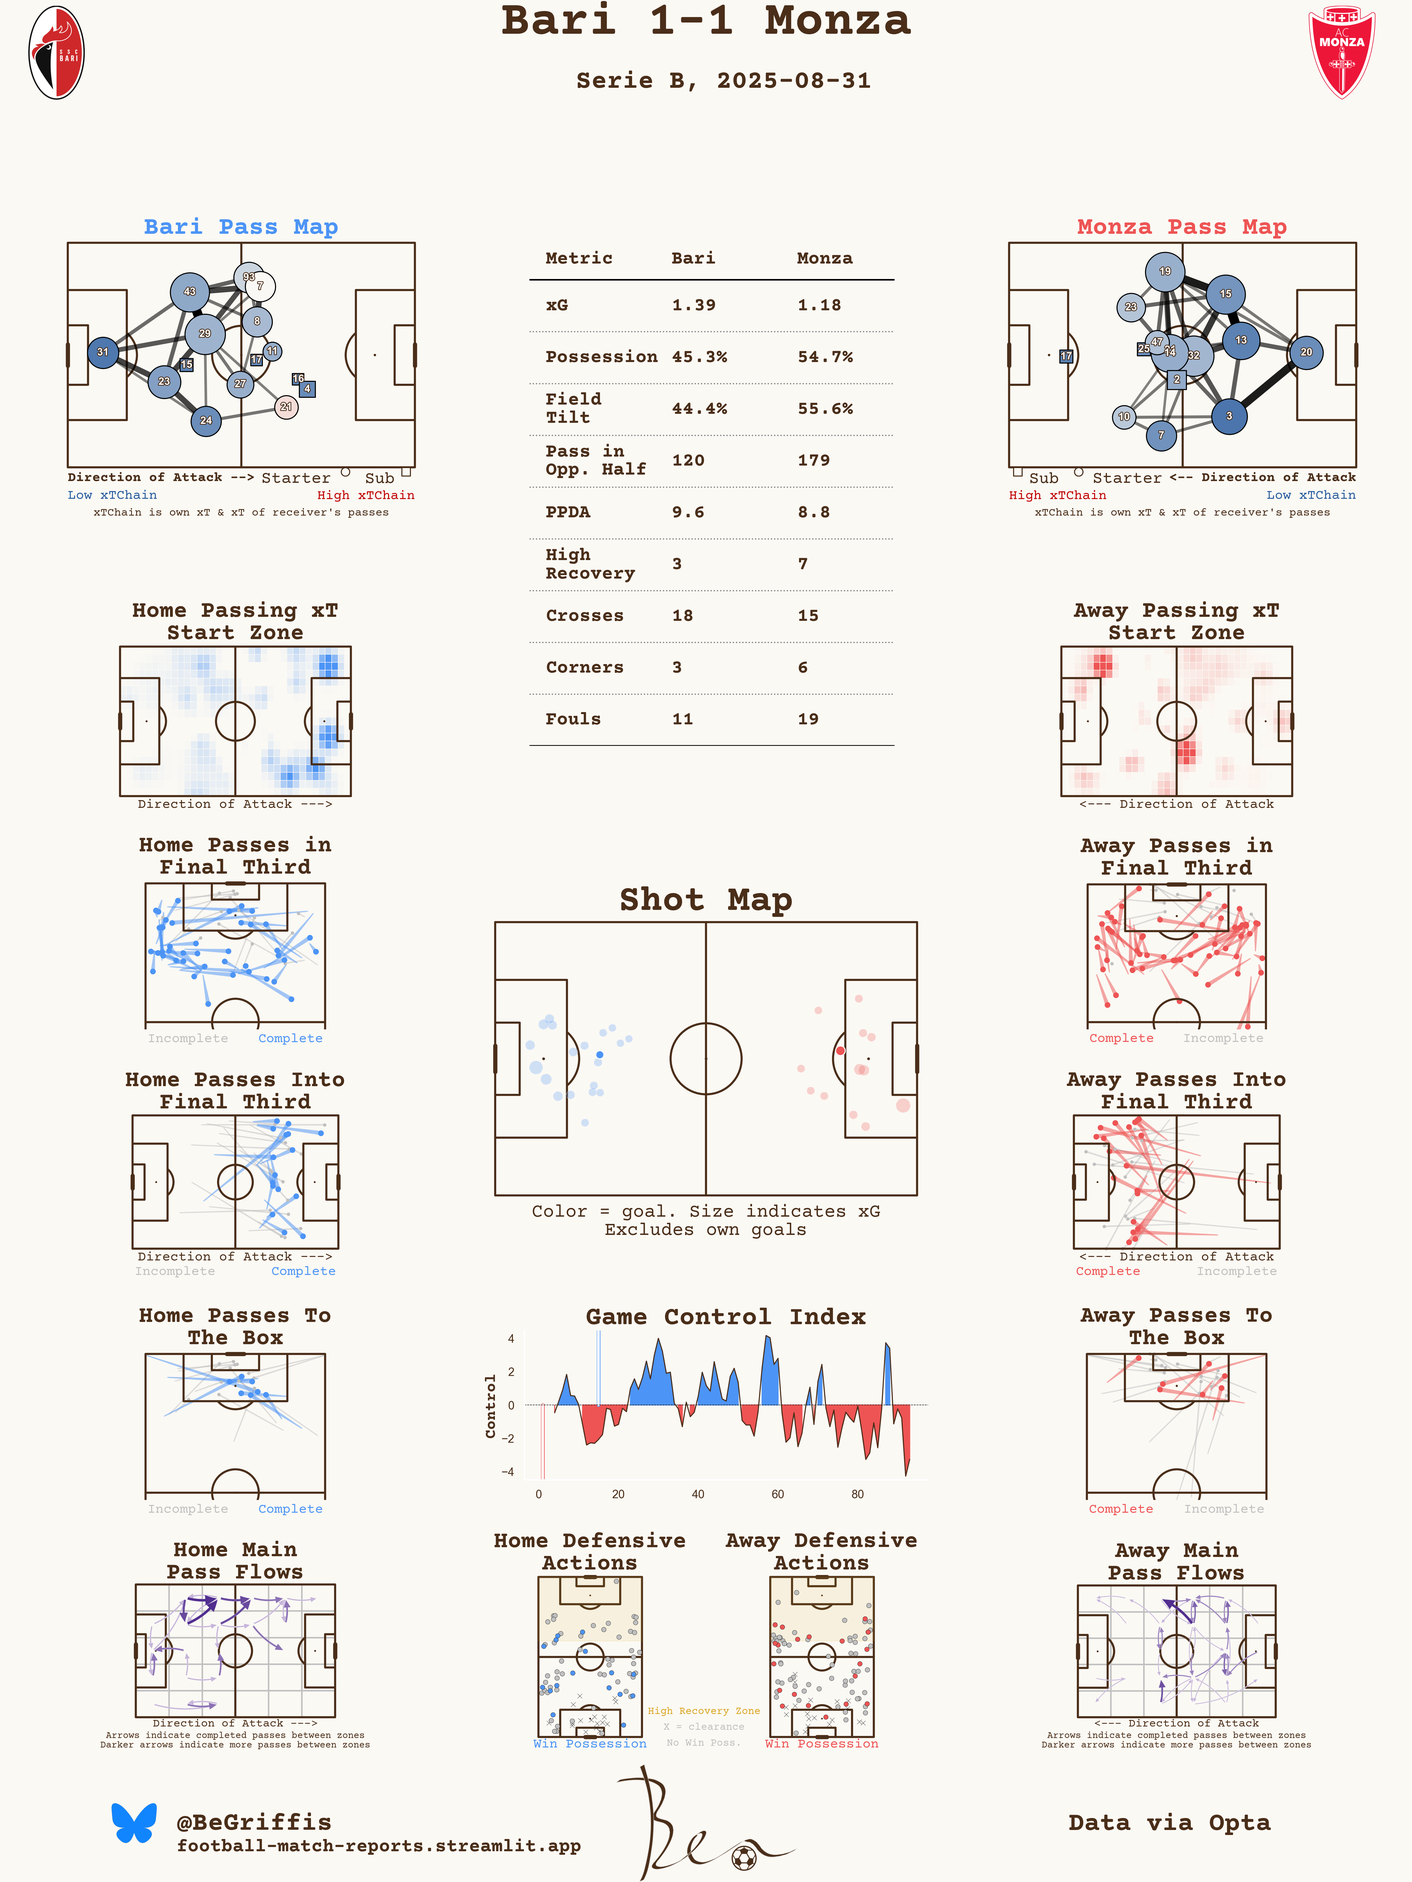 Bari 1-1 Monza
Serie B, 2025-08-31
SSC
BARI
AC
MONZA
Bari Pass Map
93
7
43
8
29
31
11
17
15
23
27
16
4
21
24
Direction of Attack --> Starter Sub
Low xTChain High xTChain
xTChain is own xT & xT of receiver's passes
Metric Bari Monza
xG 1.39 1.18
Possession 45.3% 54.7%
Field
Tilt 44.4% 55.6%
Pass in
Opp. Half 120 179
PPDA 9.6 8.8
High
Recovery 3 7
Crosses 18 15
Corners 3 6
Fouls 11 19
Monza Pass Map
19
15
23
47
25
14
32
13
20
17
2
10
3
7
Sub Starter <-- Direction of Attack
High xTChain Low xTChain
xTChain is own xT & xT of receiver's passes
Home Passing xT
Start Zone
Direction of Attack --->
Away Passing xT
Start Zone
<--- Direction of Attack
Home Passes in
Final Third
Incomplete Complete
Shot Map
Color = goal. Size indicates xG
Excludes own goals
Away Passes in
Final Third
Complete Incomplete
Home Passes Into
Final Third
Direction of Attack --->
Incomplete Complete
Away Passes Into
Final Third
<--- Direction of Attack
Complete Incomplete
Home Passes To
The Box
Incomplete Complete
Game Control Index
Control
4
2
0
−2
−4
0 20 40 60 80
Away Passes To
The Box
Complete Incomplete
Home Main
Pass Flows
Direction of Attack --->
Arrows indicate completed passes between zones
Darker arrows indicate more passes between zones
Home Defensive
Actions
Win Possession
High Recovery Zone
X = clearance
No Win Poss.
Away Defensive
Actions
Win Possession
Away Main
Pass Flows
<--- Direction of Attack
Arrows indicate completed passes between zones
Darker arrows indicate more passes between zones
@BeGriffis
football-match-reports.streamlit.app
Ben
Data via Opta